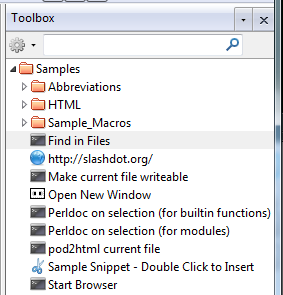 Toolbox
Samples
Abbreviations
HTML
Sample_Macros
Find in Files
http://slashdot.org/
Make current file writeable
Open New Window
Perldoc on selection (for builtin functions)
Perldoc on selection (for modules)
pod2html current file
Sample Snippet - Double Click to Insert
Start Browser